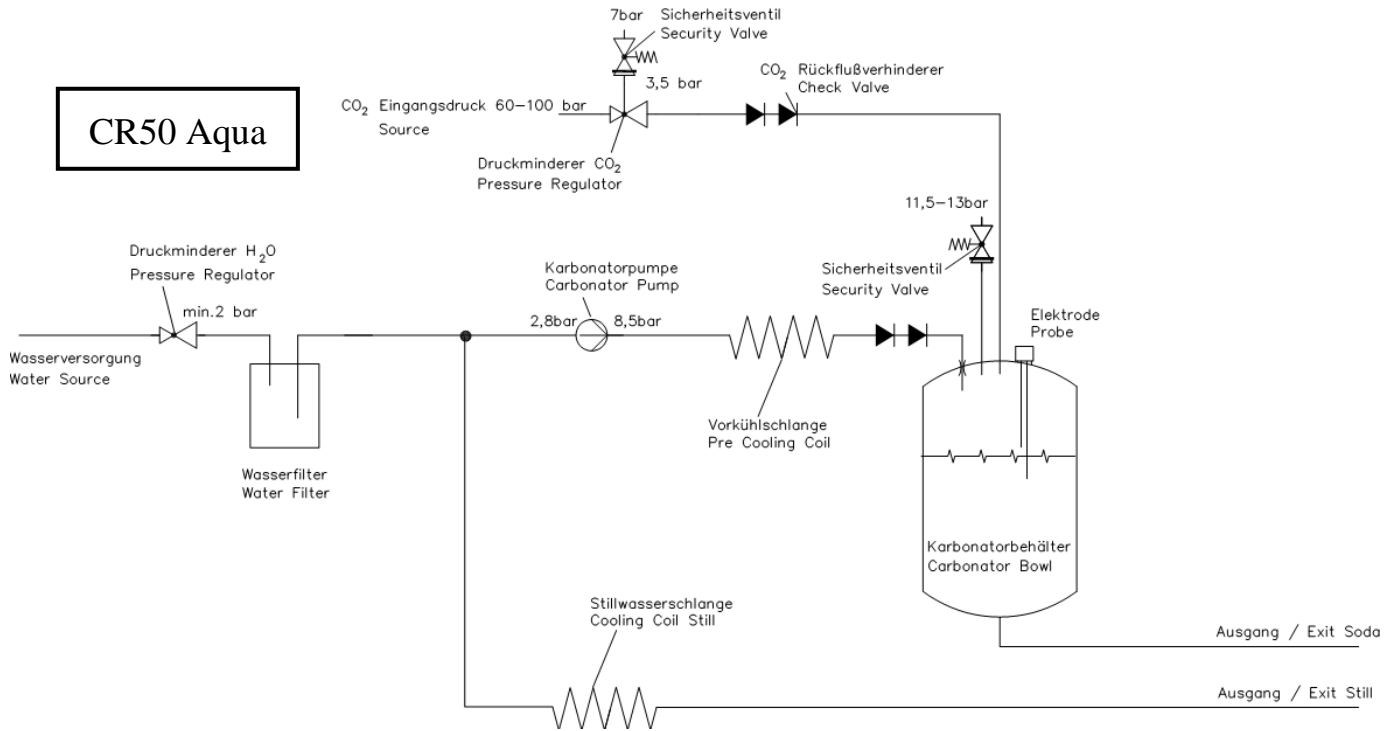 7bar
Sicherheitsventil
Security Valve
3,5 bar
CO₂ Rückflußverhinderer
Check Valve
CO₂ Eingangsdruck 60-100 bar
Source
CR50 Aqua
Druckminderer CO₂
Pressure Regulator
11,5-13bar
Druckminderer H₂O
Pressure Regulator
min.2 bar
Karbonatorpumpe
Carbonator Pump
2,8bar
8,5bar
Sicherheitsventil
Security Valve
Elektrode
Probe
Wasserversorgung
Water Source
Vorkühlschlange
Pre Cooling Coil
Wasserfilter
Water Filter
Karbonatorbehälter
Carbonator Bowl
Stillwasserschlange
Cooling Coil Still
Ausgang / Exit Soda
Ausgang / Exit Still